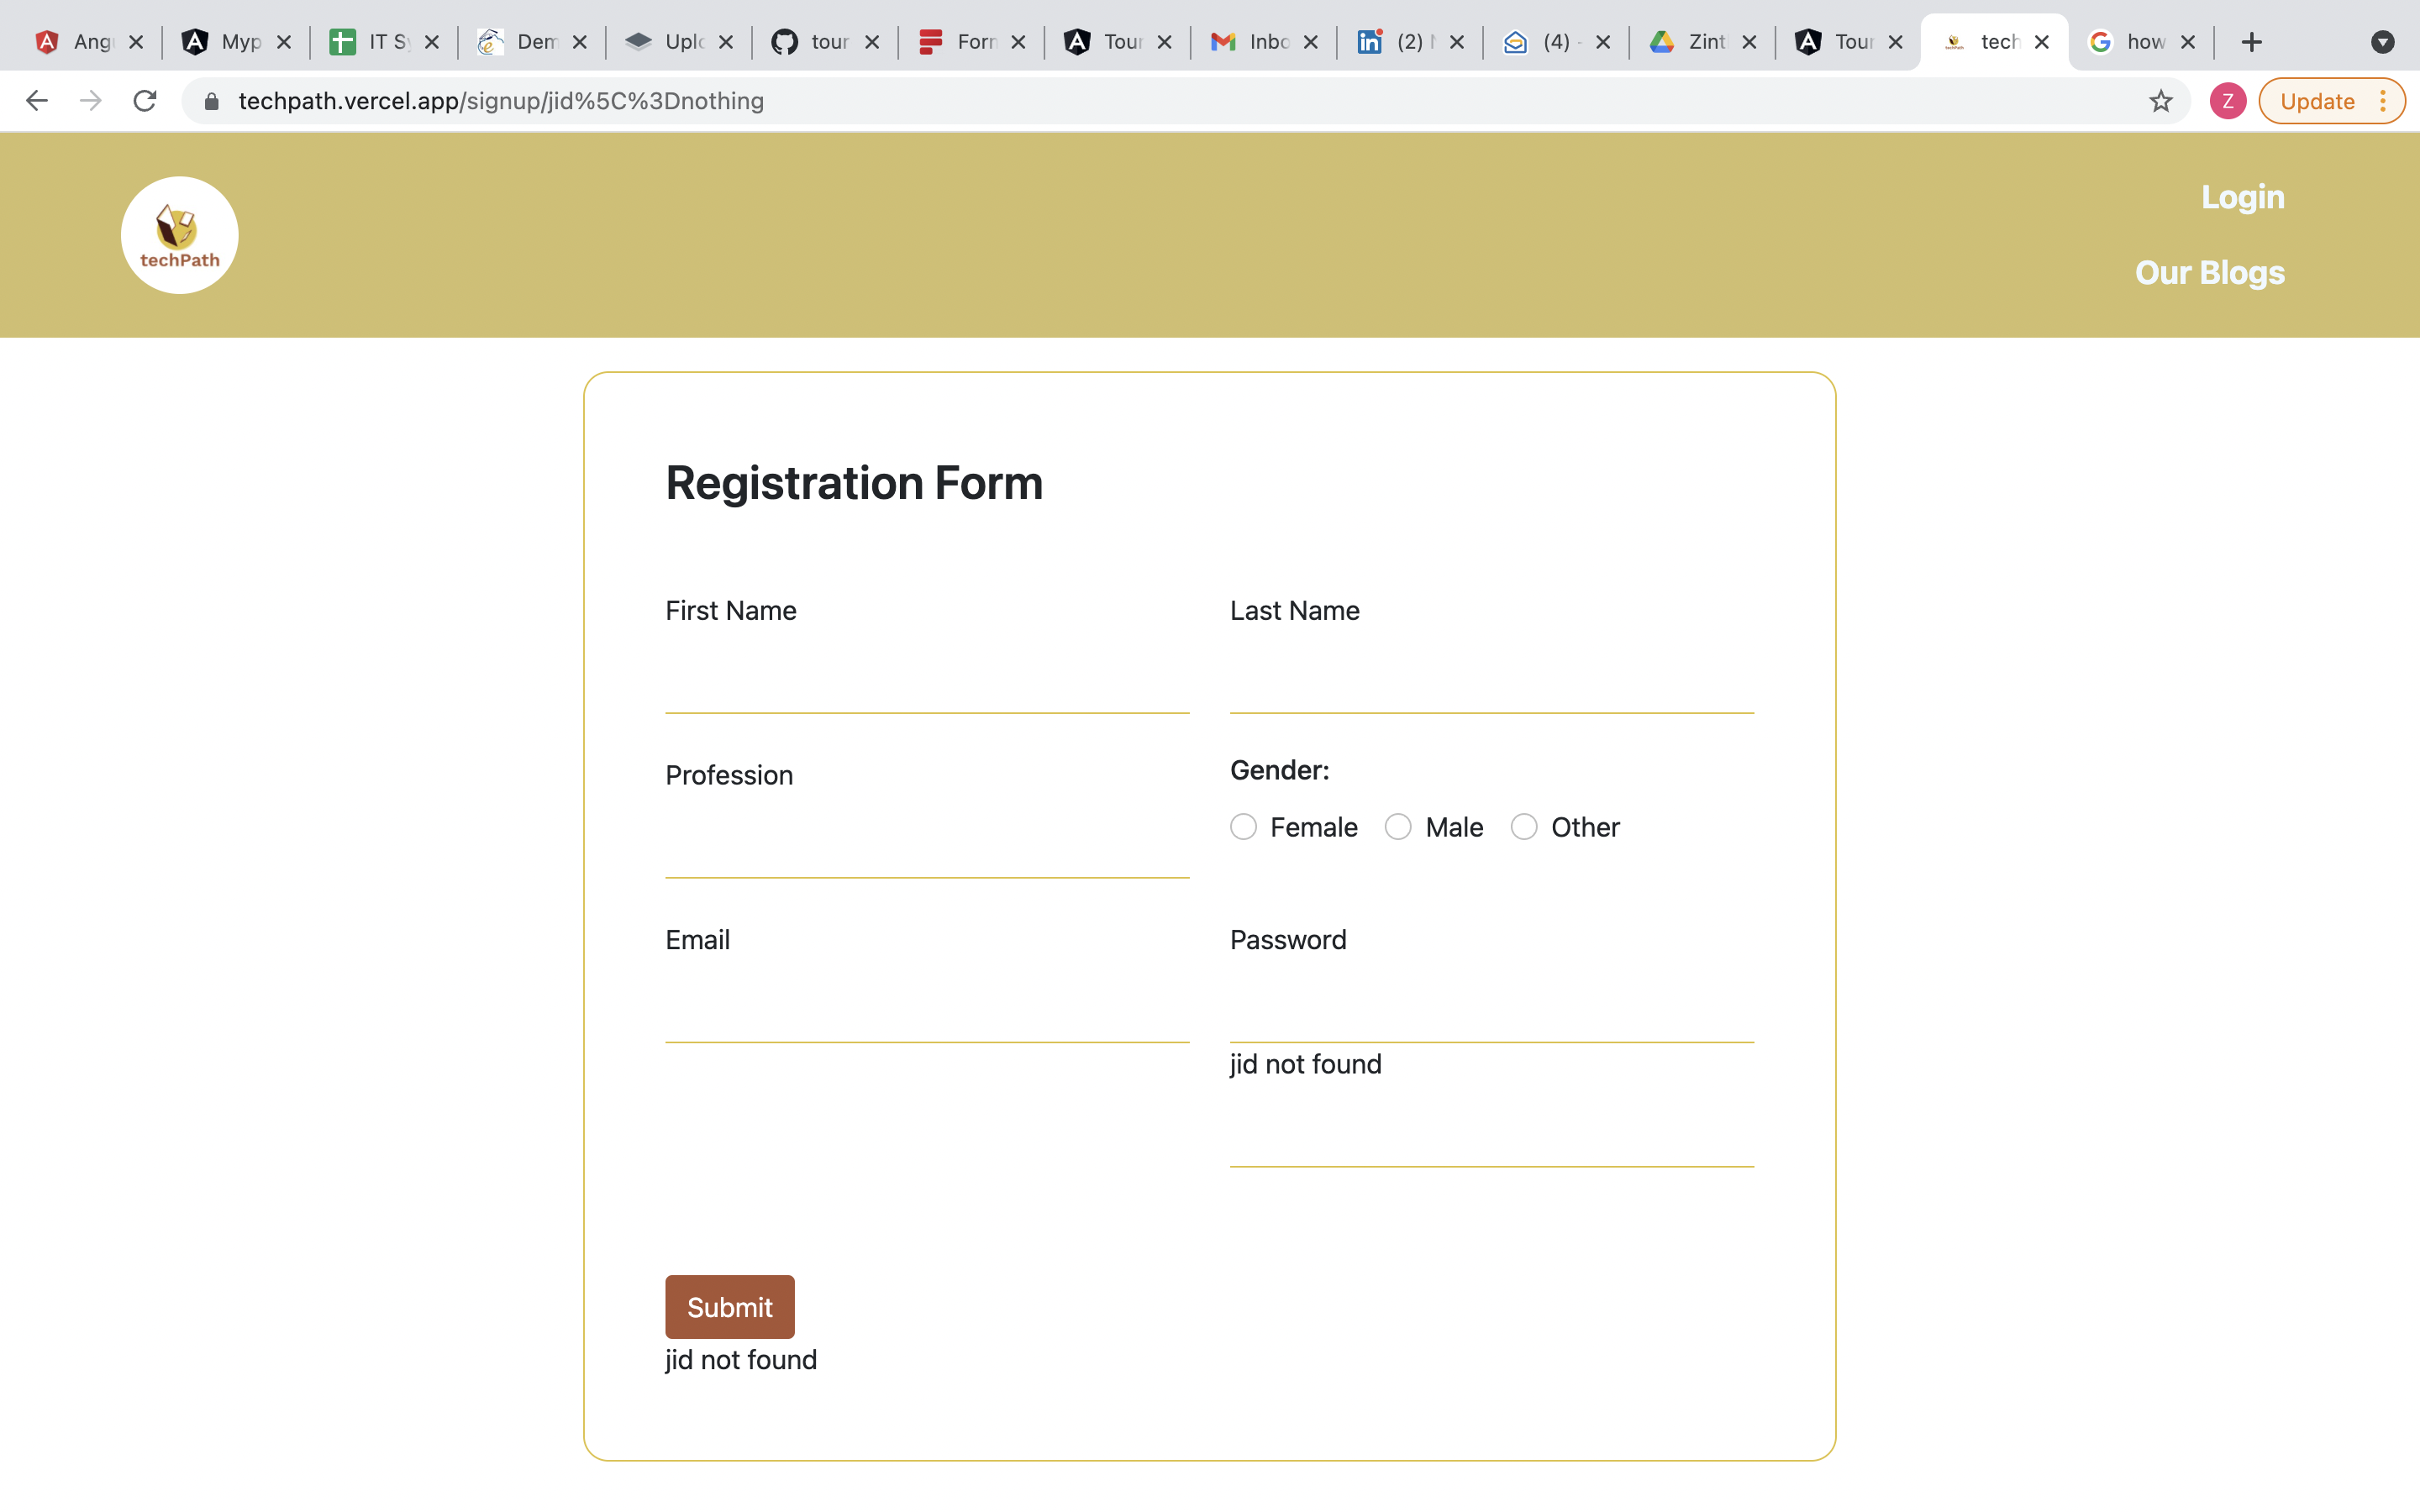 Ang Myp IT Sy Dem Uplo tour Form Tour Inbo (2) (4) - Zint Tour tech how
techpath.vercel.app/signup/jid%5C%3Dnothing Z Update
techPath
Login
Our Blogs
Registration Form
First Name Last Name
Profession Gender:
Female Male Other
Email Password
jid not found
Submit
jid not found